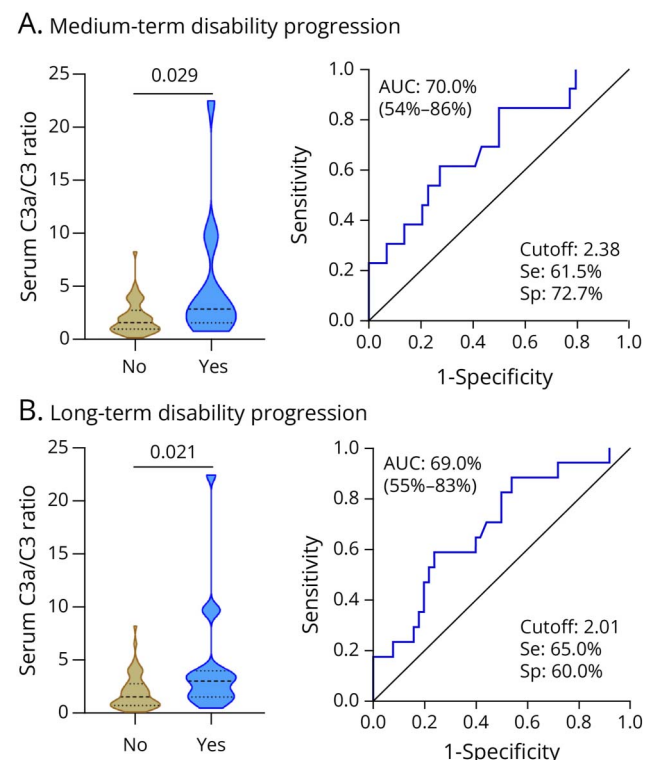 A. Medium-term disability progression
Serum C3a/C3 ratio
25
20
15
10
5
0
0.029
No
Yes
Sensitivity
1.0
0.8
0.6
0.4
0.2
0.0
AUC: 70.0%
(54%–86%)
Cutoff: 2.38
Se: 61.5%
Sp: 72.7%
0.0 0.2 0.4 0.6 0.8 1.0
1-Specificity
B. Long-term disability progression
Serum C3a/C3 ratio
25
20
15
10
5
0
0.021
No
Yes
Sensitivity
1.0
0.8
0.6
0.4
0.2
0.0
AUC: 69.0%
(55%–83%)
Cutoff: 2.01
Se: 65.0%
Sp: 60.0%
0.0 0.2 0.4 0.6 0.8 1.0
1-Specificity